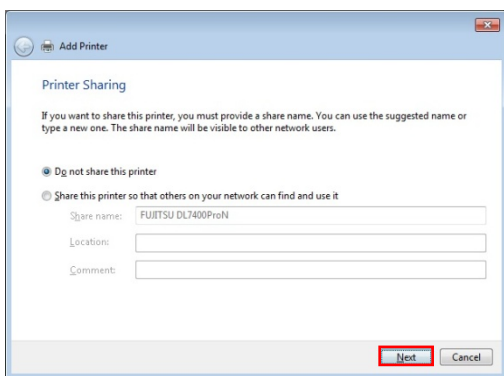 Add Printer
Printer Sharing
If you want to share this printer, you must provide a share name. You can use the suggested name or
type a new one. The share name will be visible to other network users.
Do not share this printer
Share this printer so that others on your network can find and use it
Share name: FUJITSU DL7400ProN
Location:
Comment:
Next Cancel